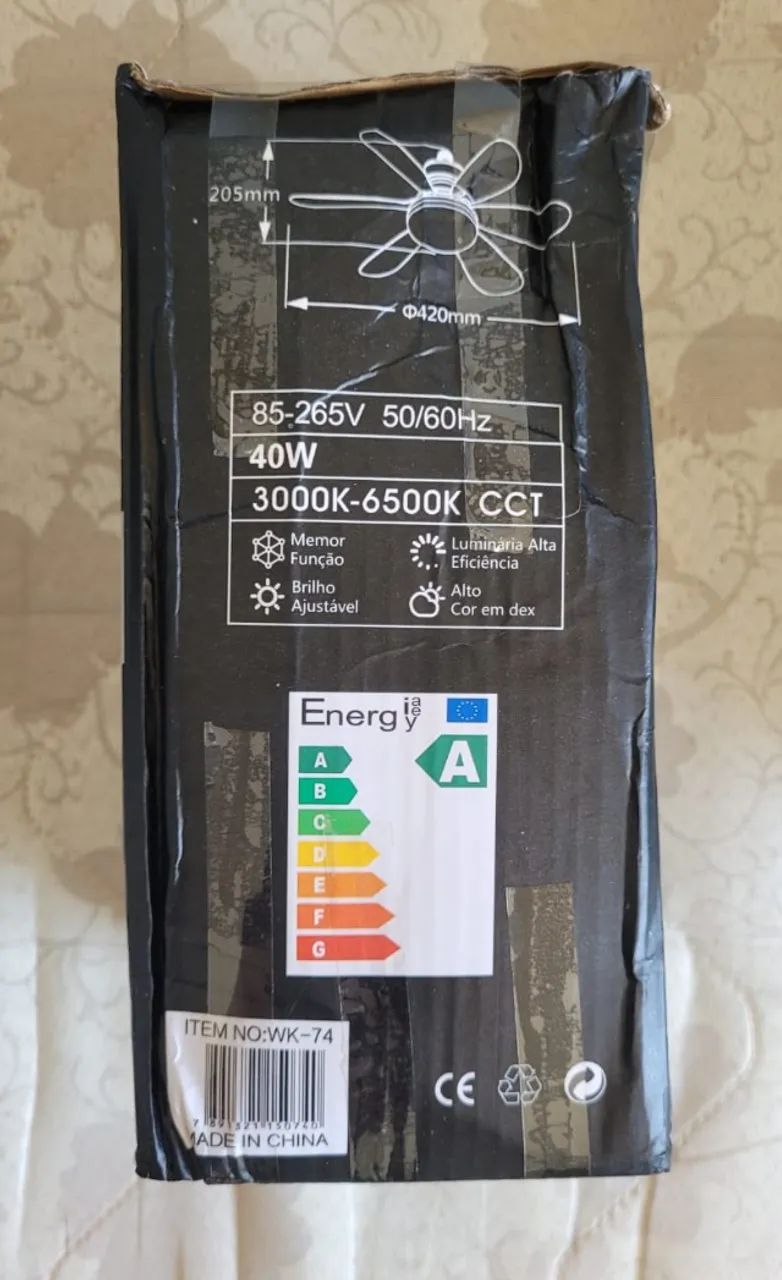 205mm
Φ420mm
85-265V 50/60Hz
40W
3000K-6500K CCT
Memor
Função
Luminária Alta
Eficiência
Brilho
Ajustável
Alto
Cor em dex
Energ
i a
y e
A
A
B
C
D
E
F
G
ITEM NO:WK-74
MADE IN CHINA
CE